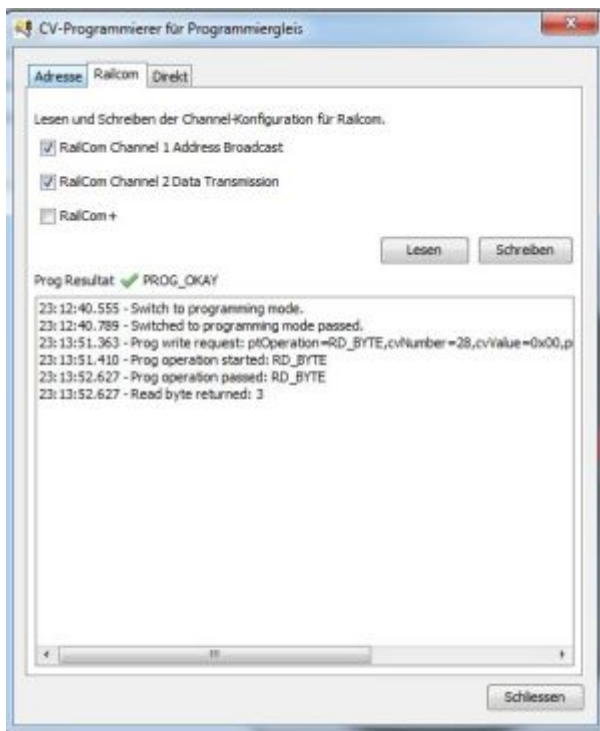 CV-Programmierer für Programmiergleis
Adresse Railcom Direkt
Lesen und Schreiben der Channel-Konfiguration für Railcom.
RailCom Channel 1 Address Broadcast
RailCom Channel 2 Data Transmission
RailCom+
Lesen Schreiben
Prog Resultat PROG_OKAY
23:12:40.555 - Switch to programming mode.
23:12:40.789 - Switched to programming mode passed.
23:13:51.363 - Prog write request: ptOperation=RD_BYTE,cvNumber=28,cvValue=0x00,p
23:13:51.410 - Prog operation started: RD_BYTE
23:13:52.627 - Prog operation passed: RD_BYTE
23:13:52.627 - Read byte returned: 3
Schliessen